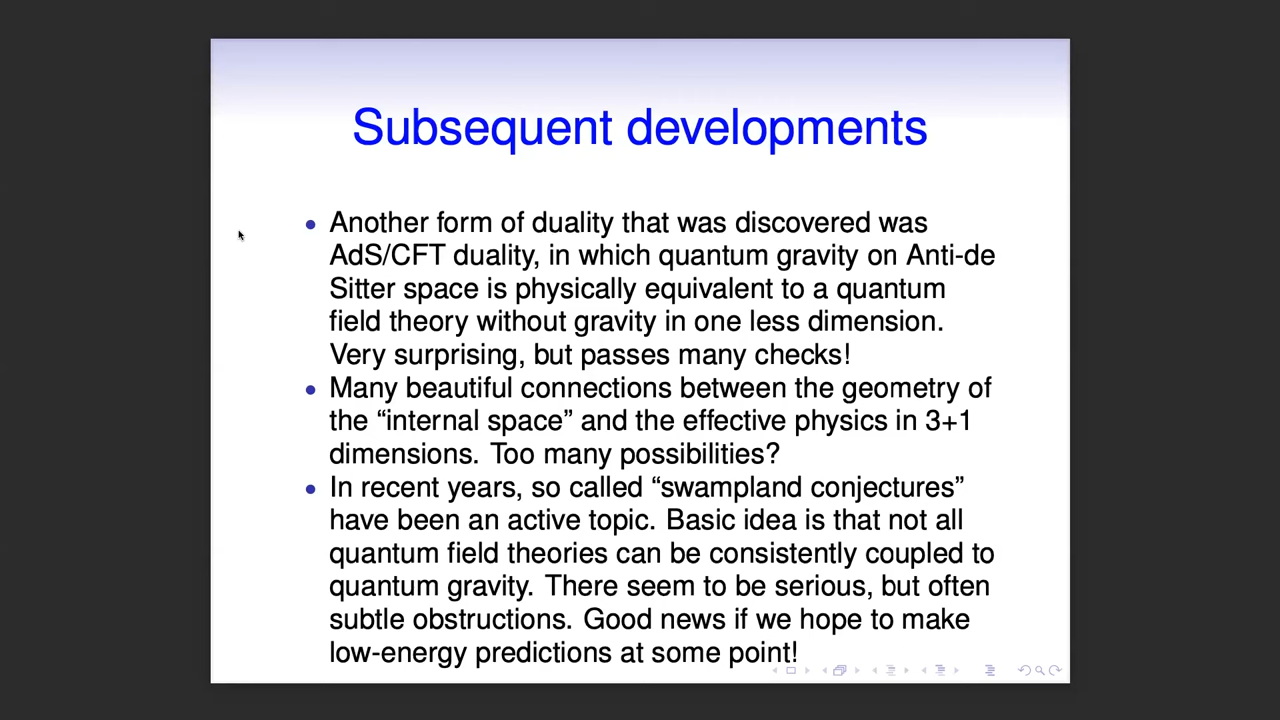 Subsequent developments
• Another form of duality that was discovered was
AdS/CFT duality, in which quantum gravity on Anti-de
Sitter space is physically equivalent to a quantum
field theory without gravity in one less dimension.
Very surprising, but passes many checks!
• Many beautiful connections between the geometry of
the “internal space” and the effective physics in 3+1
dimensions. Too many possibilities?
• In recent years, so called “swampland conjectures”
have been an active topic. Basic idea is that not all
quantum field theories can be consistently coupled to
quantum gravity. There seem to be serious, but often
subtle obstructions. Good news if we hope to make
low-energy predictions at some point!